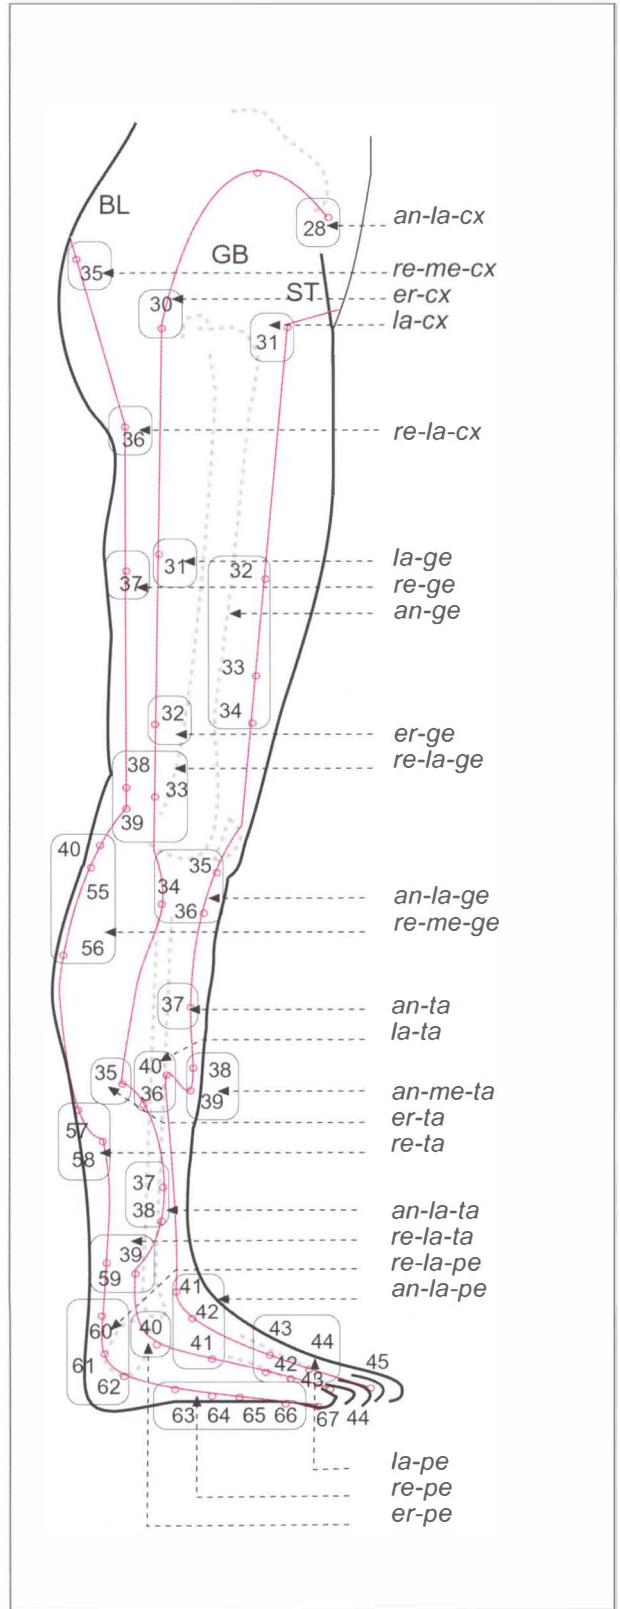 BL
an-la-cx
28
GB
35
re-me-cx
ST
30
er-cx
31
la-cx
36
re-la-cx
31
la-ge
32
37
re-ge
an-ge
33
32
34
er-ge
38
re-la-ge
33
39
40
35
55
34
36
an-la-ge
re-me-ge
56
37
an-ta
la-ta
35
40
38
36
39
an-me-ta
er-ta
57
re-ta
58
37
38
an-la-ta
39
re-la-ta
59
re-la-pe
41
an-la-pe
42
60
40
43
44
61
41
42
45
62
43
63
64
65
66
67
44
la-pe
re-pe
er-pe